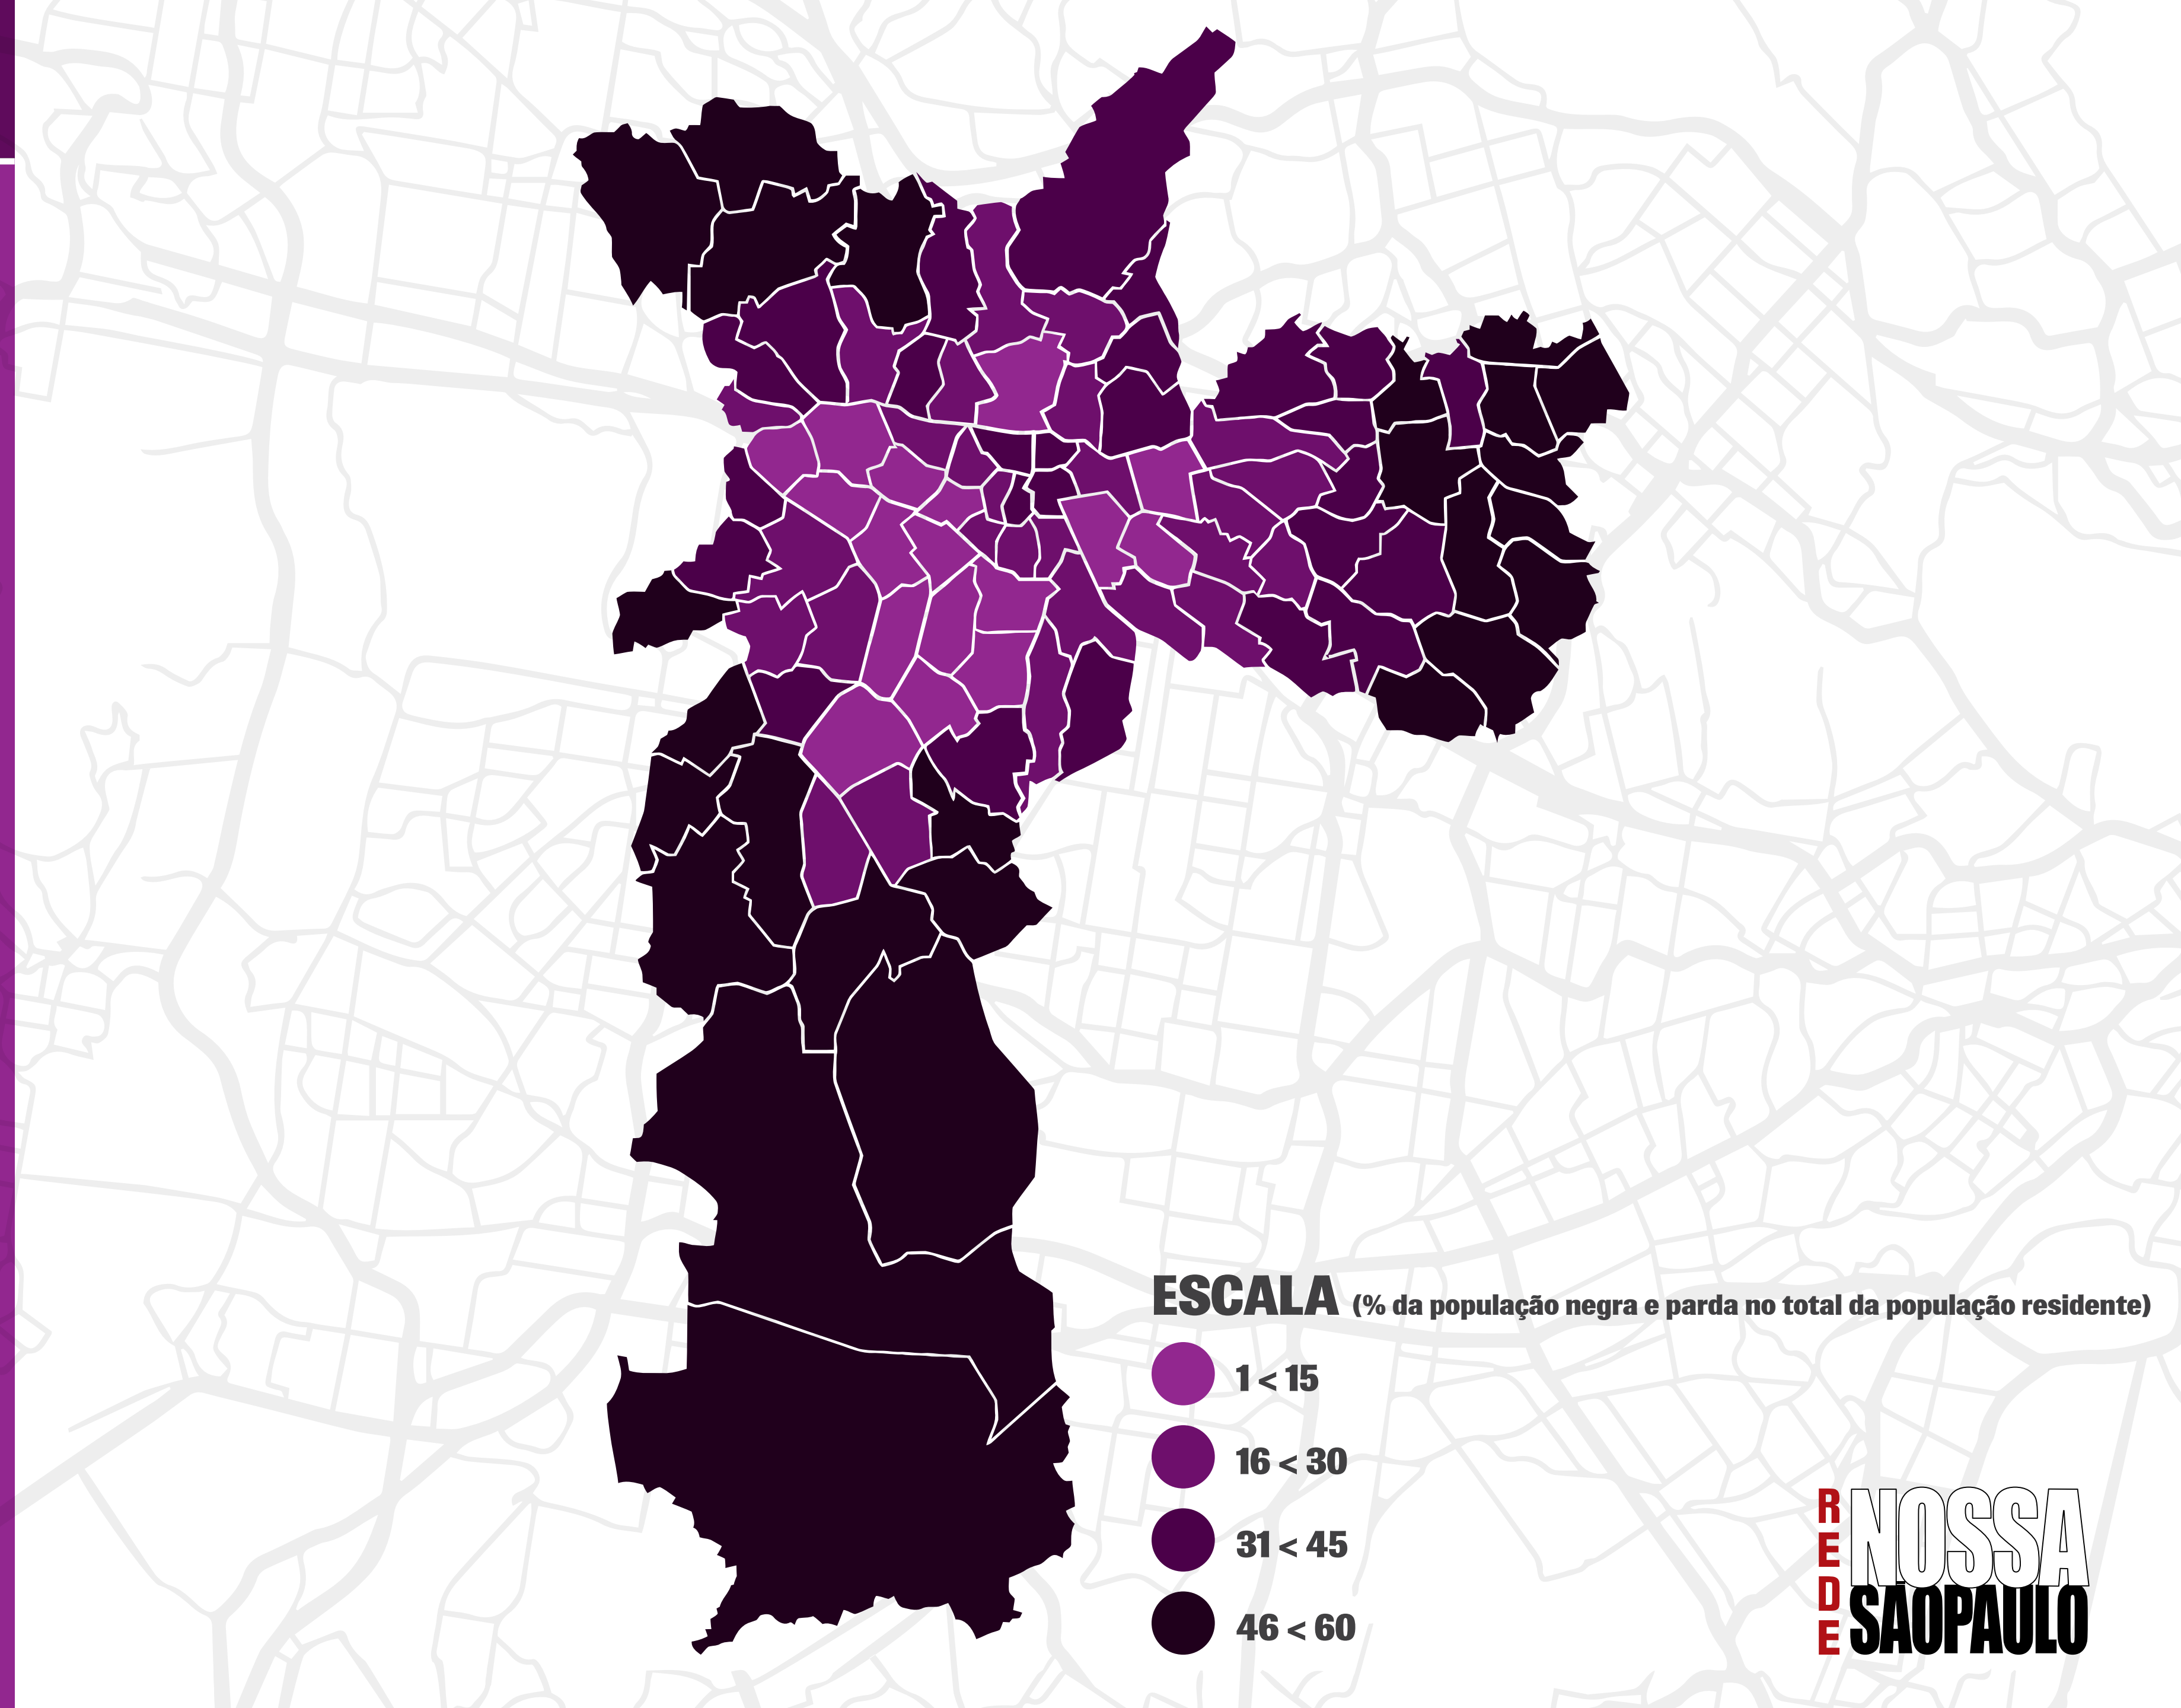 ESCALA (% da população negra e parda no total da população residente)
1 < 15
16 < 30
31 < 45
46 < 60
REDE
NOSSA
SÃOPAULO